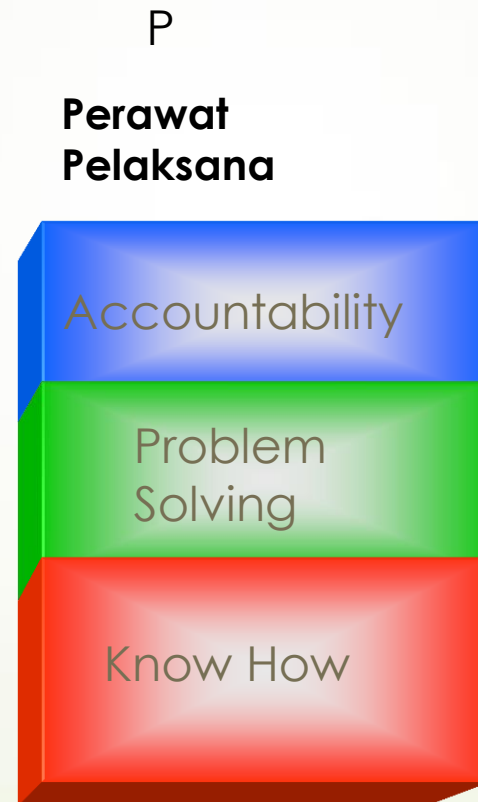 P
Perawat
Pelaksana
Accountability
Problem
Solving
Know How